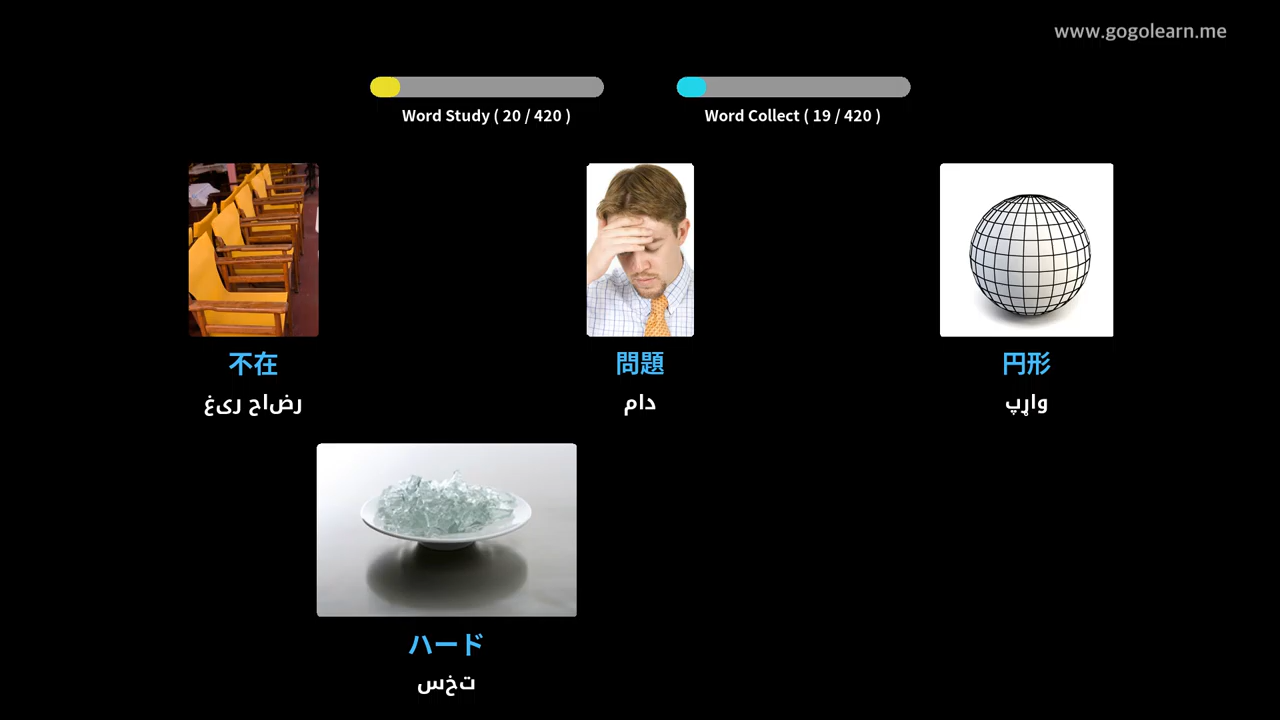 www.gogolearn.me
Word Study ( 20 / 420 )
Word Collect ( 19 / 420 )
不在
رضاح ریغ
問題
دام
円形
واړپ
ハード
تخس